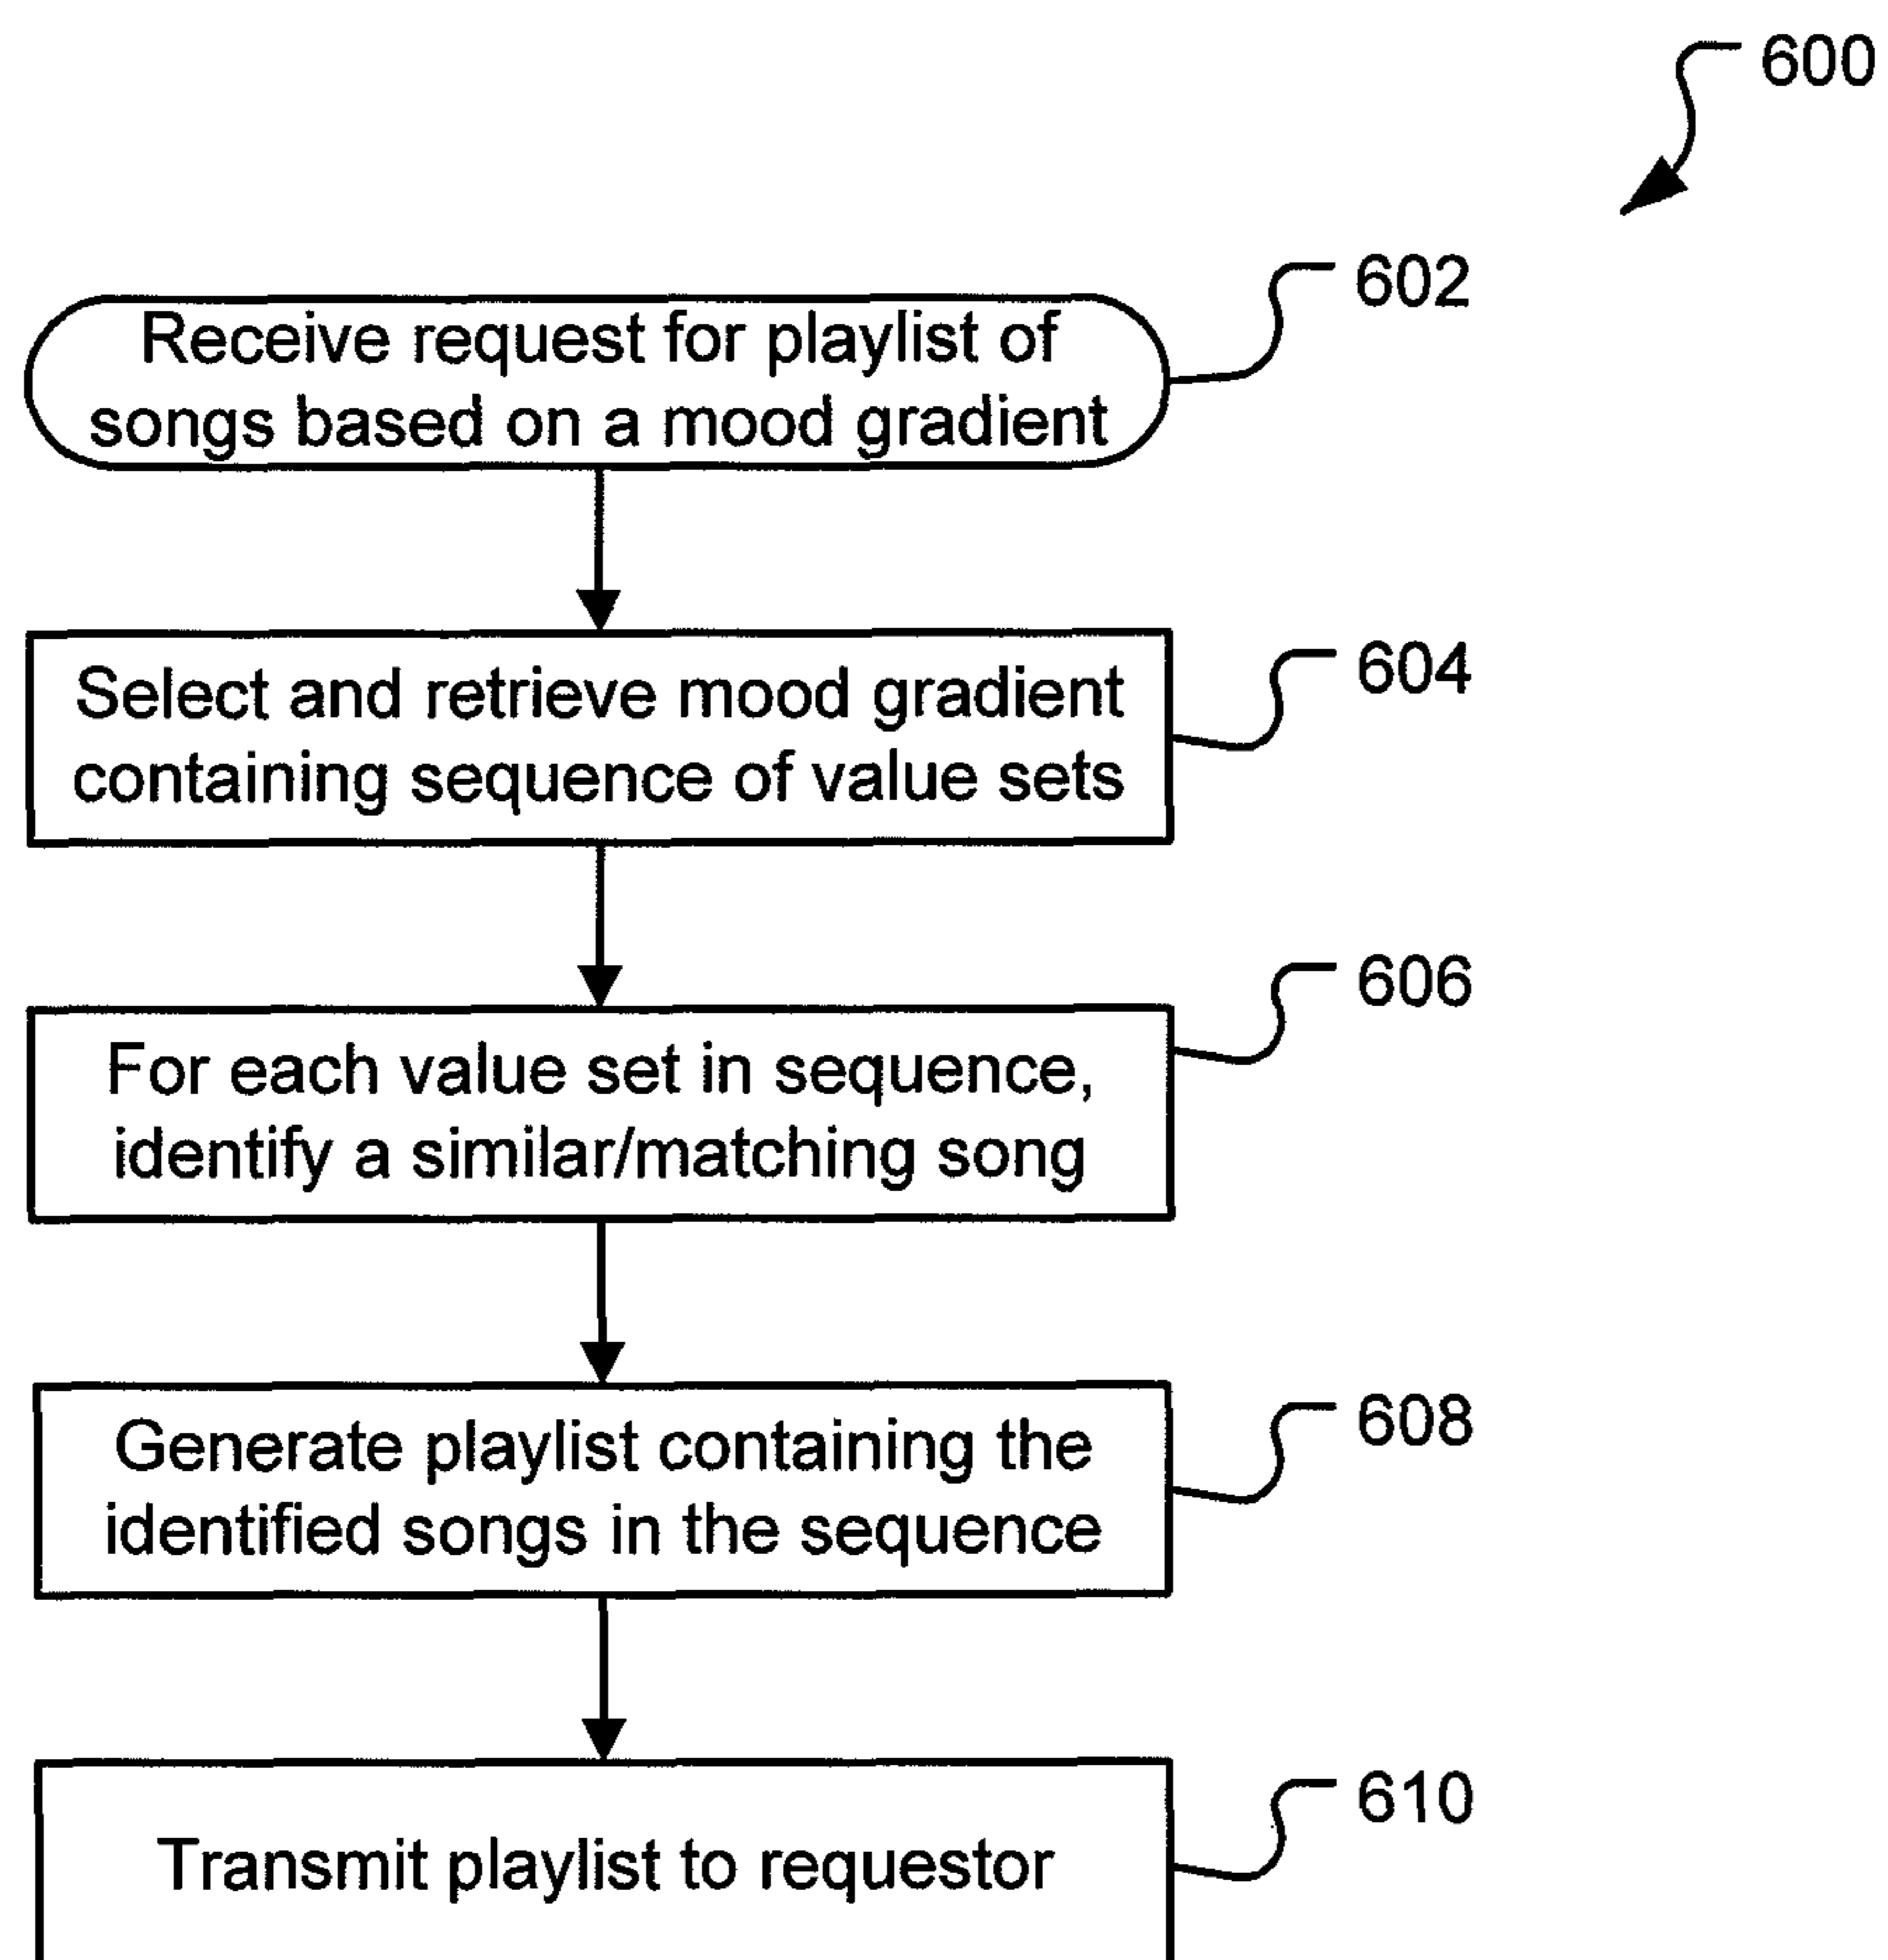 600
602
Receive request for playlist of
songs based on a mood gradient
604
Select and retrieve mood gradient
containing sequence of value sets
606
For each value set in sequence,
identify a similar/matching song
608
Generate playlist containing the
identified songs in the sequence
610
Transmit playlist to requestor